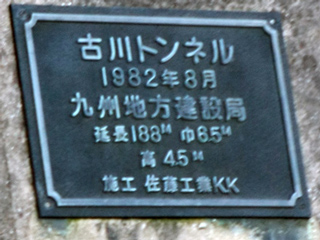 古川トンネル
1982年8月
九州地方建設局
延長188M 巾6.5M
高 4.5M
施工 佐藤工業KK